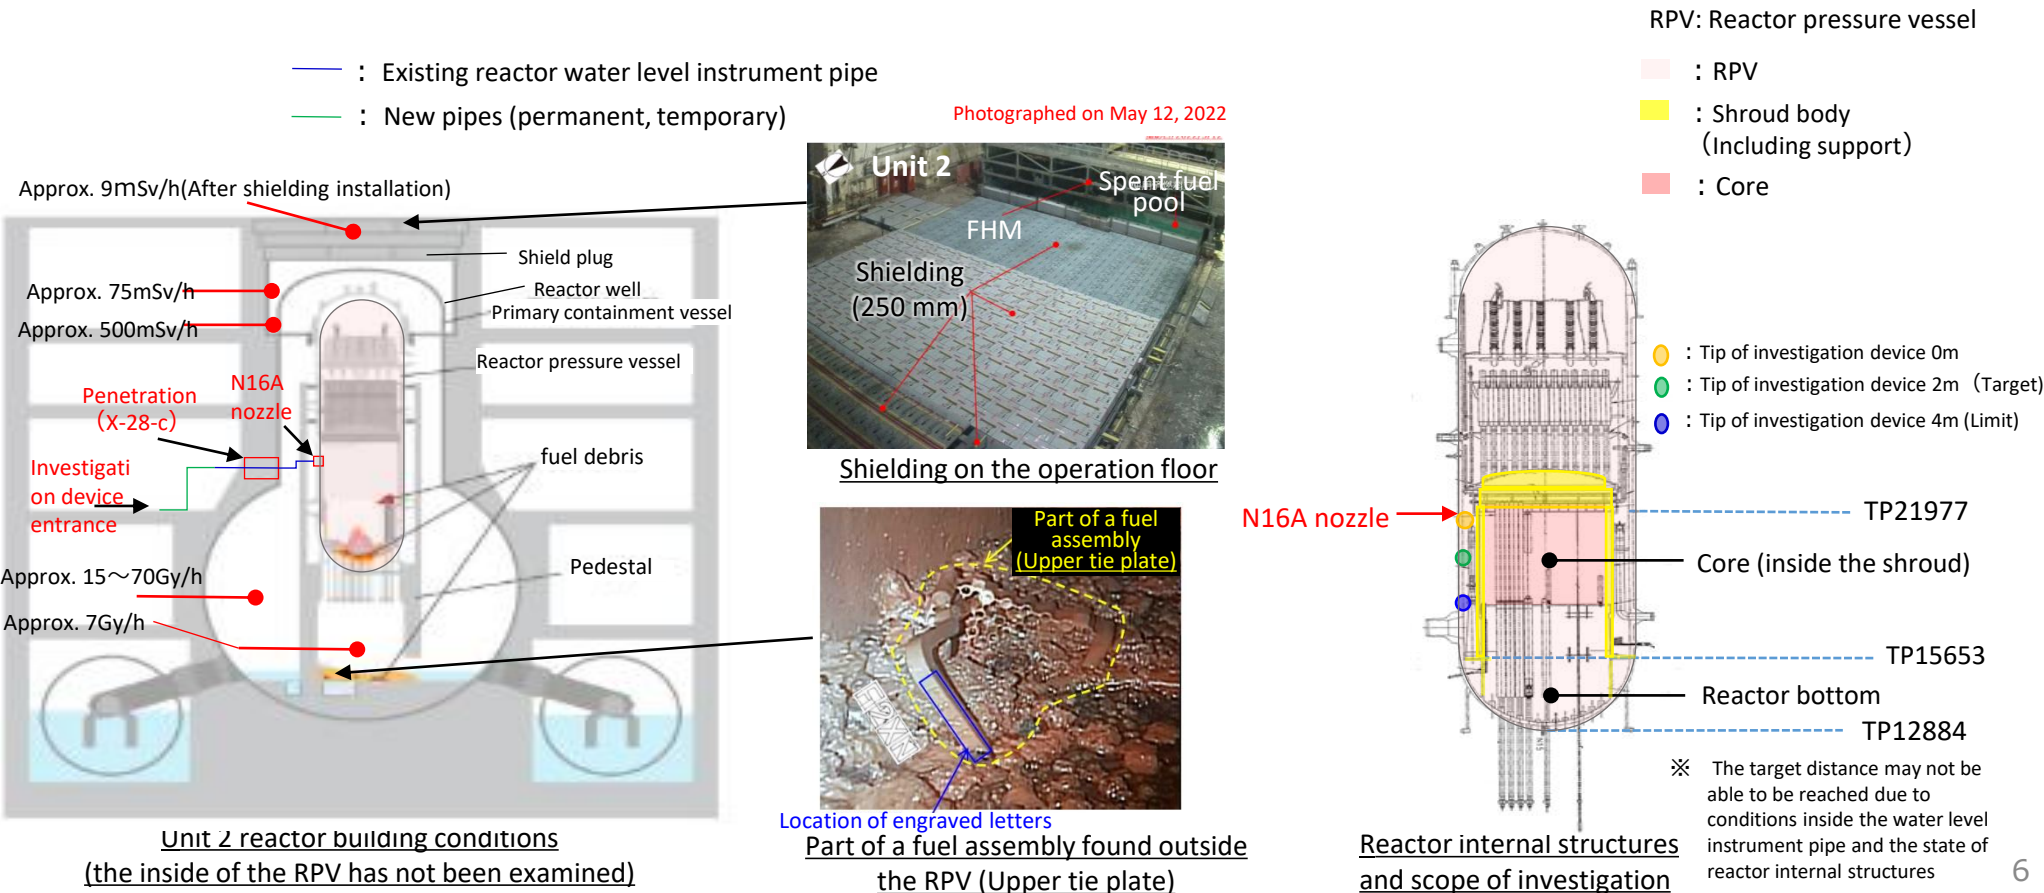 RPV: Reactor pressure vessel
: RPV
: Shroud body
(Including support)
: Core
: Existing reactor water level instrument pipe
: New pipes (permanent, temporary)
Photographed on May 12, 2022
Approx. 9mSv/h(After shielding installation)
Approx. 75mSv/h
Approx. 500mSv/h
Penetration
(X-28-c)
N16A
nozzle
Investigati
on device
entrance
Approx. 15～70Gy/h
Approx. 7Gy/h
Shield plug
Reactor well
Primary containment vessel
Reactor pressure vessel
fuel debris
Pedestal
Unit 2 reactor building conditions
(the inside of the RPV has not been examined)
Unit 2
Spent fuel
pool
FHM
Shielding
(250 mm)
Shielding on the operation floor
Part of a fuel
assembly
(Upper tie plate)
F2XN
Location of engraved letters
Part of a fuel assembly found outside
the RPV (Upper tie plate)
: Tip of investigation device 0m
: Tip of investigation device 2m (Target)
: Tip of investigation device 4m (Limit)
N16A nozzle
TP21977
Core (inside the shroud)
TP15653
Reactor bottom
TP12884
N15
Reactor internal structures
and scope of investigation
※ The target distance may not be
able to be reached due to
conditions inside the water level
instrument pipe and the state of
reactor internal structures
6